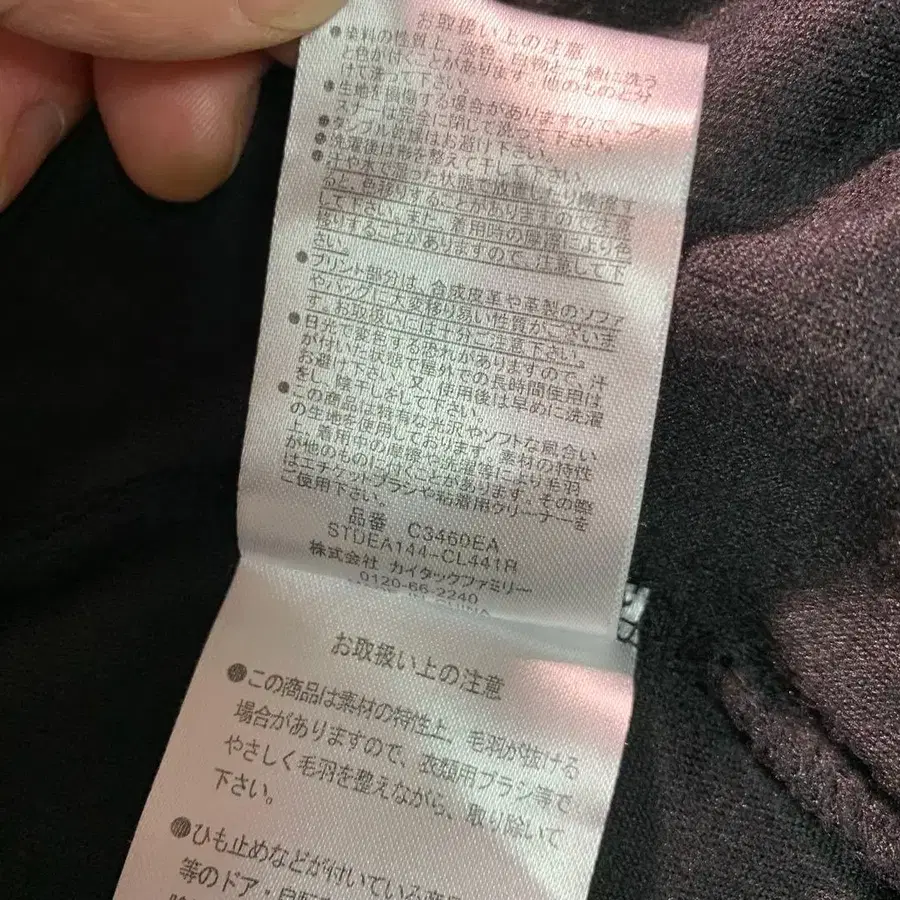 お取扱い上の注意
●染料の性質上、淡色、白物と一緒に洗う
と色が付くことがあります。他のものと分
けて洗って下さい。
●生地を損傷する場合がありますので、ファ
スナーは完全に閉じて洗って下さい。
●タンブル乾燥はお避け下さい。
●洗濯後は形を整えて干して下さい。
●汗や水で湿った状態で放置したり摩擦す
ると、色移りすることがありますのでご注意
下さい。また、着用時の摩擦により色
移りすることがありますので、注意して下
さい。
●プリント部分は、合成皮革や革製のソファ
やバックに大変移り易い性質がございま
す。お取扱いには十分ご注意下さい。
●日光で変色する恐れがありますので、汗
が付いた状態で屋外での長時間使用は
お避け下さい。又、使用後は早めに洗濯
をし、陰干しをして下さい。
●この商品は特有な光沢やソフトな風合い
の生地を使用しております。素材の特性
上、着用中の摩擦や洗濯等により毛羽
が他のものに付くことがあります。その際
はエチケットブラシや粘着用クリーナーを
ご使用下さい。
品番 C3460EA
STDEA144-CL441R
株式会社 カイタックファミリー
0120-66-2240
お取扱い上の注意
●この商品は素材の特性上、毛羽が抜ける
場合がありますので、衣類用ブラシ等で
やさしく毛羽を整えながら、取り除いて
下さい。
●ひも止めなどが付いている商
等のドア・自転